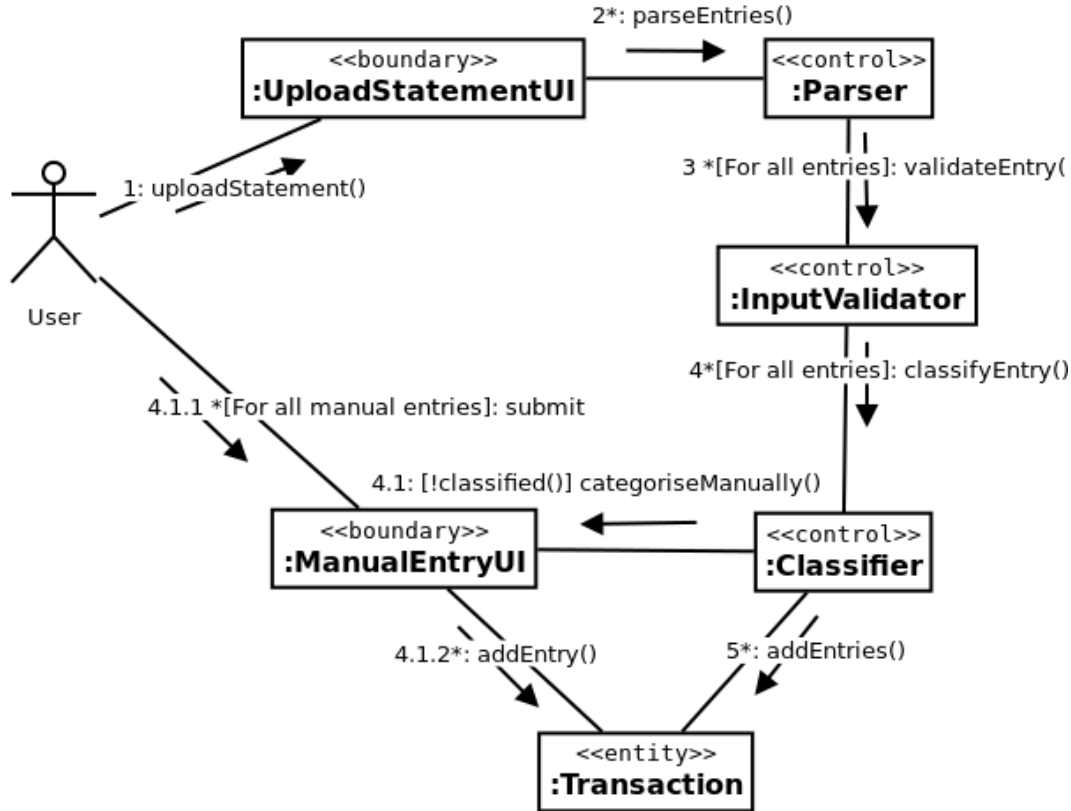 2*: parseEntries()
<<boundary>>
:UploadStatementUI
<<control>>
:Parser
1: uploadStatement()
3 *[For all entries]: validateEntry(
User
<<control>>
:InputValidator
4*[For all entries]: classifyEntry()
4.1.1 *[For all manual entries]: submit
4.1: [!classified()] categoriseManually()
<<boundary>>
:ManualEntryUI
<<control>>
:Classifier
4.1.2*: addEntry()
5*: addEntries()
<<entity>>
:Transaction